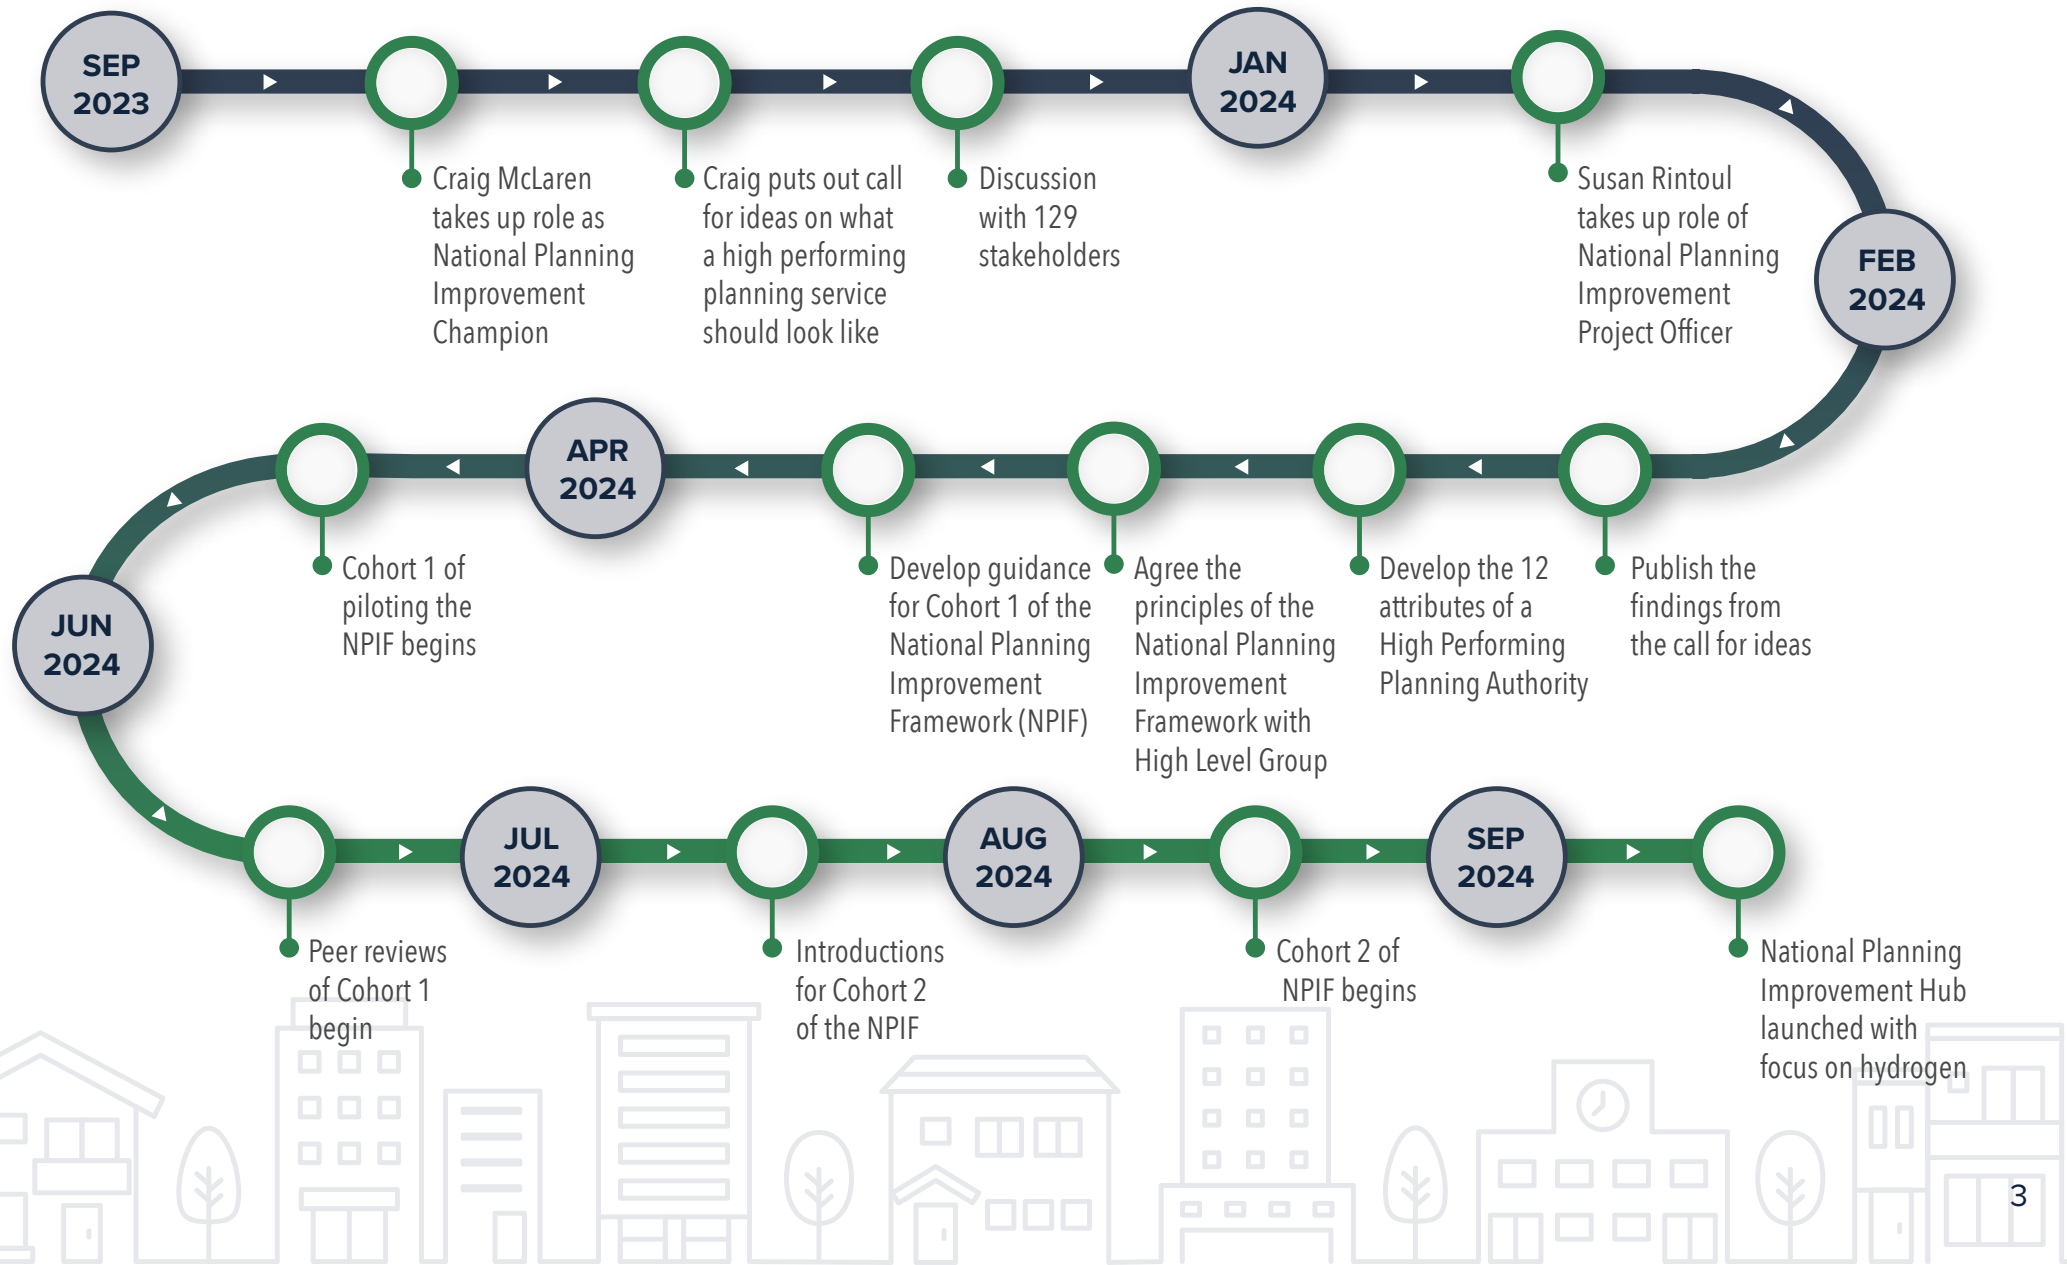 SEP
2023
Craig McLaren
takes up role as
National Planning
Improvement
Champion
Craig puts out call
for ideas on what
a high performing
planning service
should look like
Discussion
with 129
stakeholders
JAN
2024
Susan Rintoul
takes up role of
National Planning
Improvement
Project Officer
FEB
2024
Publish the
findings from
the call for ideas
Develop the 12
attributes of a
High Performing
Planning Authority
Agree the
principles of the
National Planning
Improvement
Framework with
High Level Group
Develop guidance
for Cohort 1 of the
National Planning
Improvement
Framework (NPIF)
APR
2024
Cohort 1 of
piloting the
NPIF begins
JUN
2024
Peer reviews
of Cohort 1
begin
JUL
2024
Introductions
for Cohort 2
of the NPIF
AUG
2024
Cohort 2 of
NPIF begins
SEP
2024
National Planning
Improvement Hub
launched with
focus on hydrogen
3